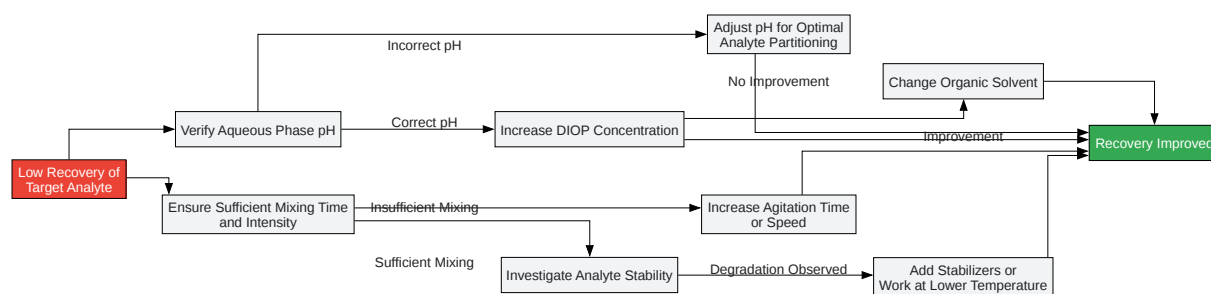 Adjust pH for Optimal
Analyte Partitioning
Incorrect pH
No Improvement
Change Organic Solvent
Verify Aqueous Phase pH
Correct pH
Increase DIOP Concentration
Improvement
Recovery Improved
Low Recovery of
Target Analyte
Ensure Sufficient Mixing Time
and Intensity
Insufficient Mixing
Increase Agitation Time
or Speed
Sufficient Mixing
Investigate Analyte Stability
Degradation Observed
Add Stabilizers or
Work at Lower Temperature